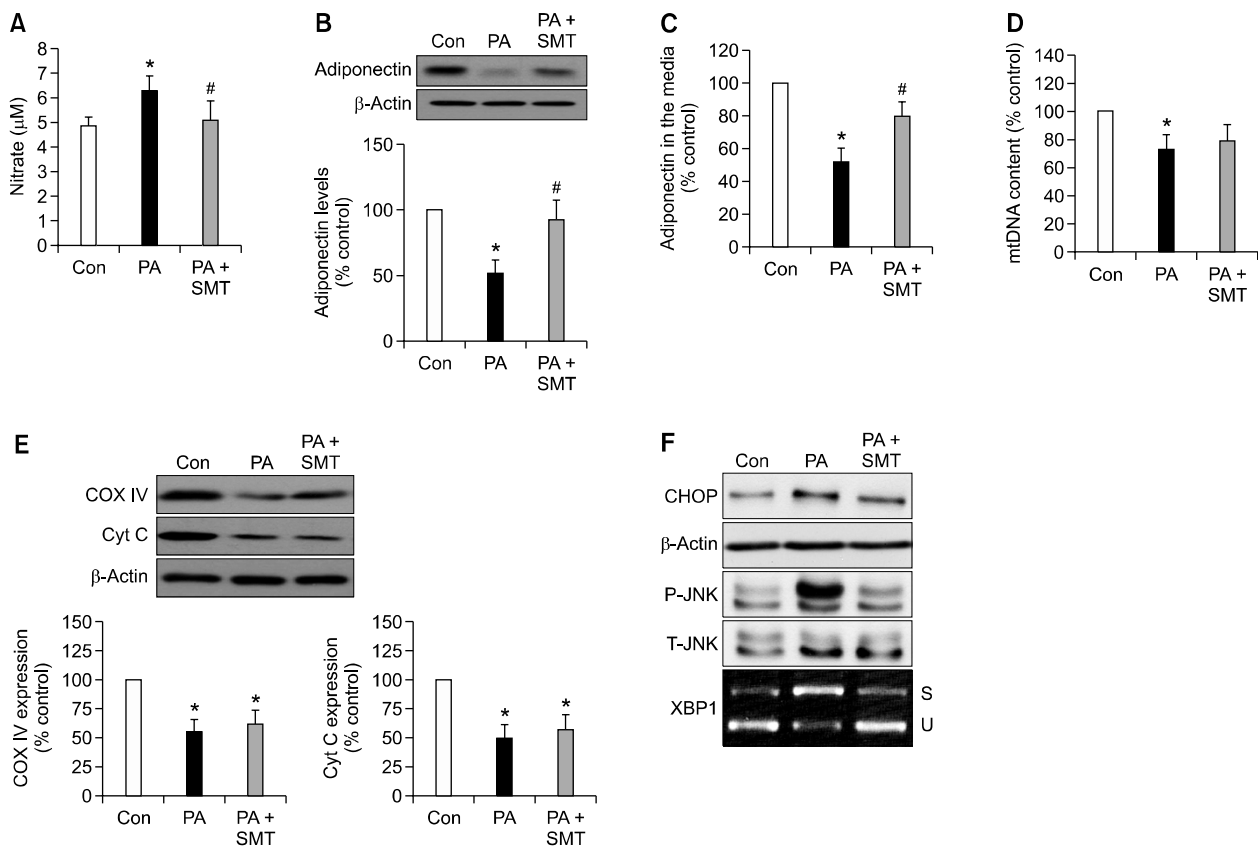 A
Nitrate (μM)
8
7
6
5
4
3
2
1
0
*
#
Con
PA
PA +
SMT
B
Con
PA
PA +
SMT
Adiponectin
β-Actin
Adiponectin levels
(% control)
150
100
50
0
*
#
Con
PA
PA +
SMT
C
Adiponectin in the media
(% control)
120
100
80
60
40
20
0
*
#
Con
PA
PA +
SMT
D
mtDNA content (% control)
140
120
100
80
60
40
20
0
*
Con
PA
PA +
SMT
E
Con
PA
PA +
SMT
COX IV
Cyt C
β-Actin
COX IV expression
(% control)
150
125
100
75
50
25
0
*
*
Con
PA
PA +
SMT
Cyt C expression
(% control)
150
125
100
75
50
25
0
*
*
Con
PA
PA +
SMT
F
Con
PA
PA +
SMT
CHOP
β-Actin
P-JNK
T-JNK
XBP1
S
U